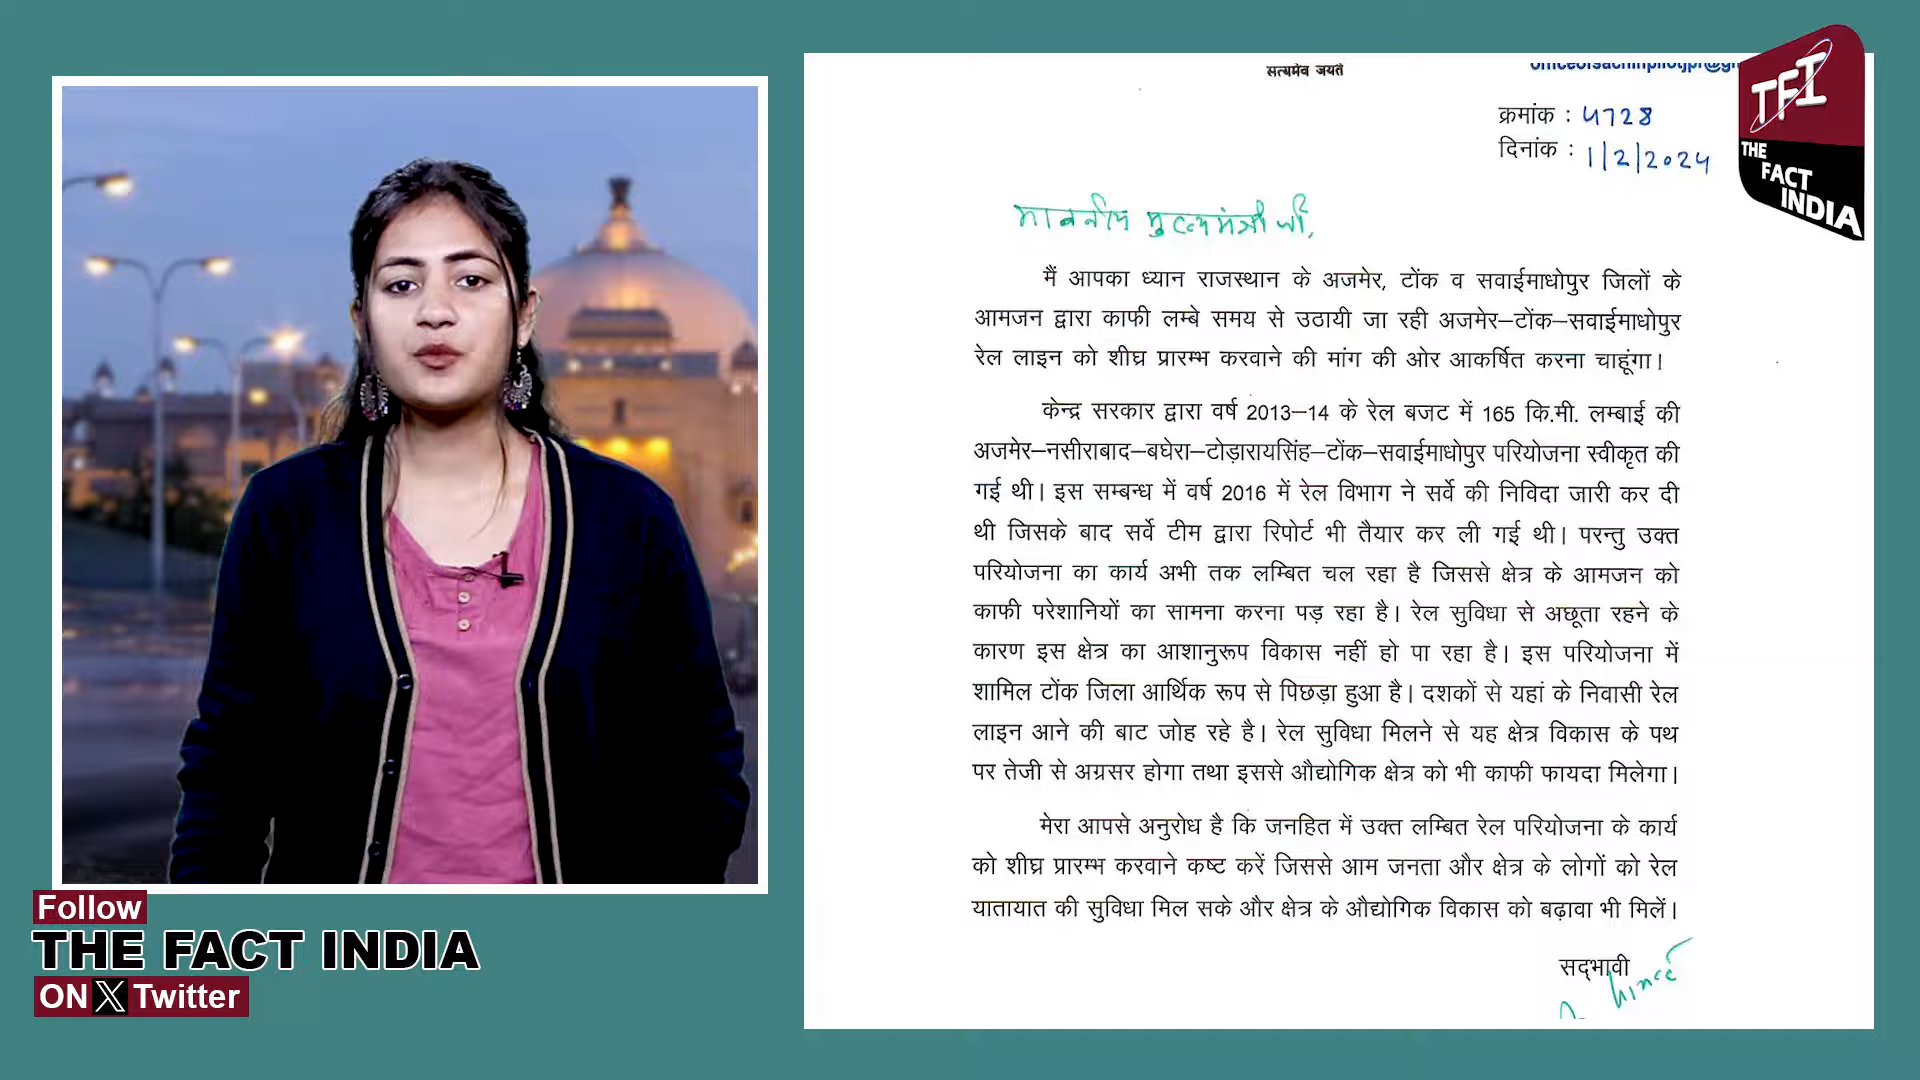 सत्यमेव जयते
क्रमांक : 4728
दिनांक : 1/2/2024
TFI
THE
FACT
INDIA
माननीय मुख्यमंत्री जी,
मैं आपका ध्यान राजस्थान के अजमेर, टोंक व सवाईमाधोपुर जिलों के
आमजन द्वारा काफी लम्बे समय से उठायी जा रही अजमेर–टोंक–सवाईमाधोपुर
रेल लाइन को शीघ्र प्रारम्भ करवाने की मांग की ओर आकर्षित करना चाहूंगा।
केन्द्र सरकार द्वारा वर्ष 2013–14 के रेल बजट में 165 कि.मी. लम्बाई की
अजमेर–नसीराबाद–बघेरा–टोड़ारायसिंह–टोंक–सवाईमाधोपुर परियोजना स्वीकृत की
गई थी। इस सम्बन्ध में वर्ष 2016 में रेल विभाग ने सर्वे की निविदा जारी कर दी
थी जिसके बाद सर्वे टीम द्वारा रिपोर्ट भी तैयार कर ली गई थी। परन्तु उक्त
परियोजना का कार्य अभी तक लम्बित चल रहा है जिससे क्षेत्र के आमजन को
काफी परेशानियों का सामना करना पड़ रहा है। रेल सुविधा से अछूता रहने के
कारण इस क्षेत्र का आशानुरूप विकास नहीं हो पा रहा है। इस परियोजना में
शामिल टोंक जिला आर्थिक रूप से पिछड़ा हुआ है। दशकों से यहां के निवासी रेल
लाइन आने की बाट जोह रहे है। रेल सुविधा मिलने से यह क्षेत्र विकास के पथ
पर तेजी से अग्रसर होगा तथा इससे औद्योगिक क्षेत्र को भी काफी फायदा मिलेगा।
मेरा आपसे अनुरोध है कि जनहित में उक्त लम्बित रेल परियोजना के कार्य
को शीघ्र प्रारम्भ करवाने कष्ट करें जिससे आम जनता और क्षेत्र के लोगों को रेल
यातायात की सुविधा मिल सके और क्षेत्र के औद्योगिक विकास को बढ़ावा भी मिलें।
सद्भावी
Follow
THE FACT INDIA
ON X Twitter